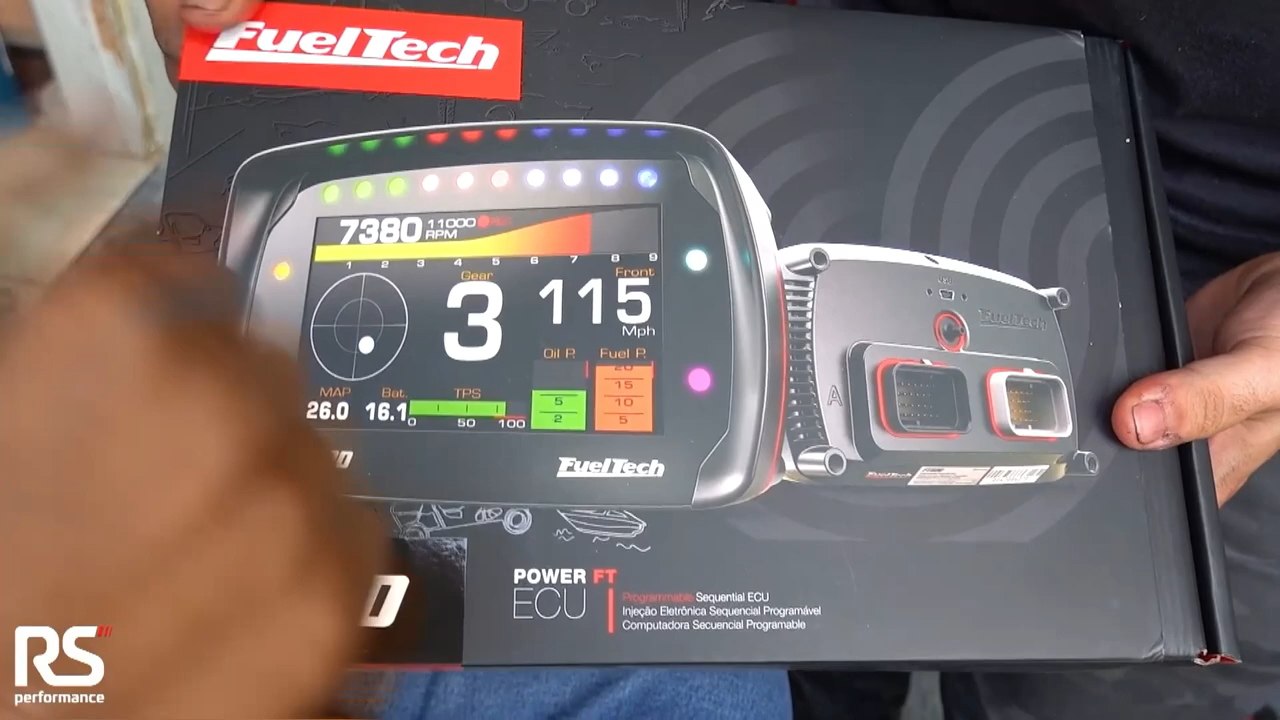 FuelTech
7380 11000
RPM
1 2 3 4 5 6 7 8 9
Gear
3
Front
115
Mph
Oil P. Fuel P.
5
2
20
15
10
5
MAP Bat. TPS
26.0 16.1
0 50 100
FuelTech
FuelTech
A
POWER FT
ECU
Programmable Sequential ECU
Injeção Eletrônica Sequencial Programável
Computadora Secuencial Programable
RS
performance